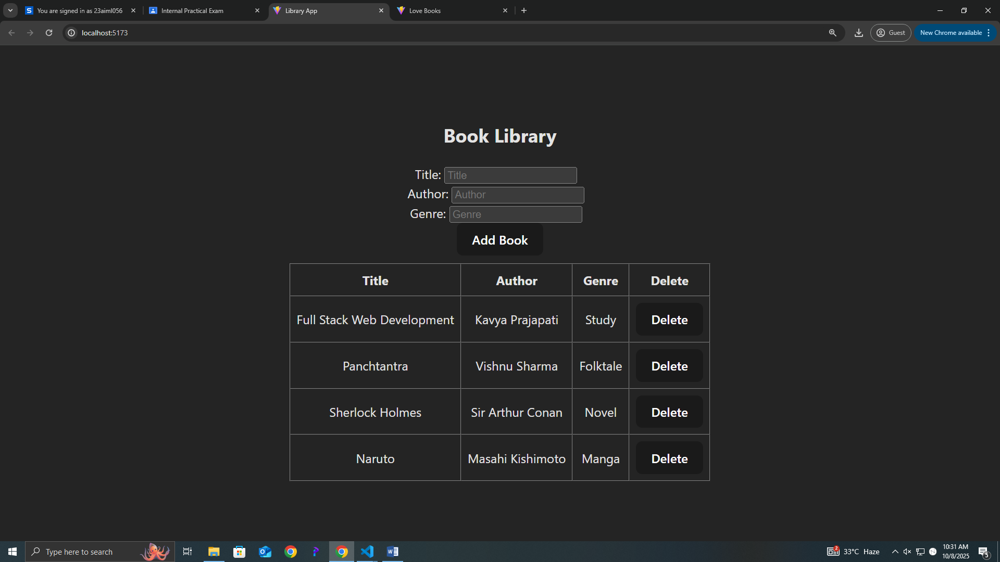 You are signed in as 23aiml056
Internal Practical Exam
Library App
Love Books
localhost:5173
Guest
New Chrome available
Book Library
Title: Title
Author: Author
Genre: Genre
Add Book
Title Author Genre Delete
Full Stack Web Development Kavya Prajapati Study Delete
Panchtantra Vishnu Sharma Folktale Delete
Sherlock Holmes Sir Arthur Conan Novel Delete
Naruto Masahi Kishimoto Manga Delete
Type here to search
2
33°C Haze
10:31 AM
10/8/2025
5